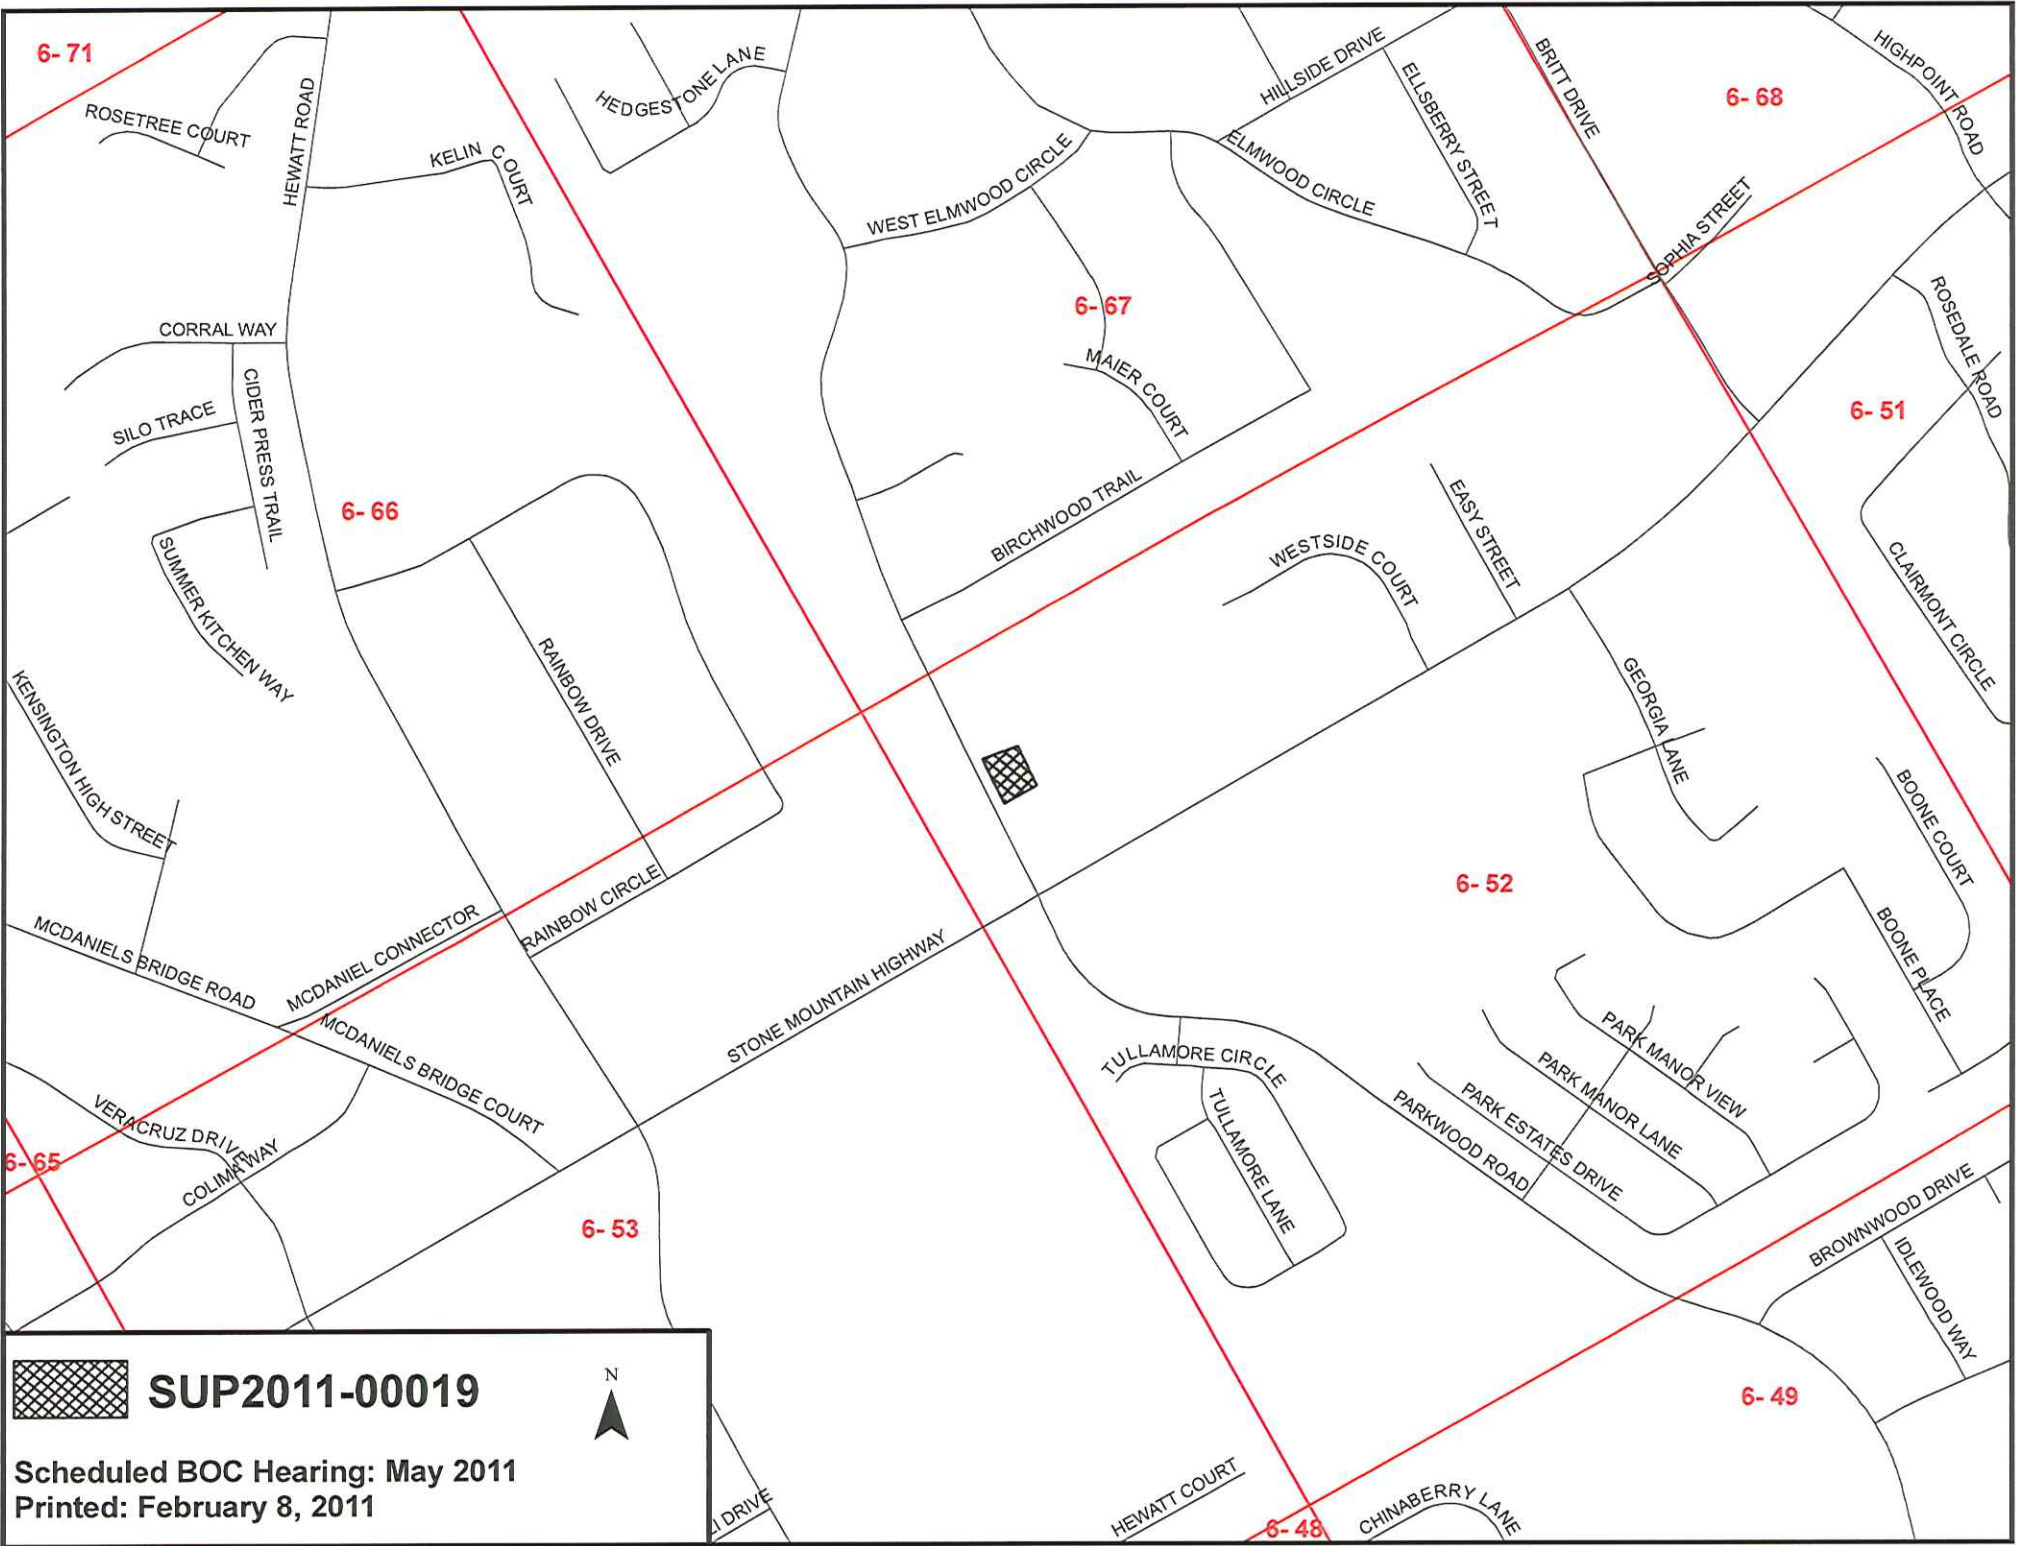 6- 71
ROSETREE COURT
HEWATT ROAD
KELIN COURT
HEDGESTONE LANE
WEST ELMWOOD CIRCLE
HILLSIDE DRIVE
ELLSBERRY STREET
ELMWOOD CIRCLE
BRITT DRIVE
6- 68
HIGHPOINT ROAD
SOPHIA STREET
ROSEDALE ROAD
CORRAL WAY
CIDER PRESS TRAIL
SILO TRACE
6- 66
6- 67
MAIER COURT
6- 51
BIRCHWOOD TRAIL
EASY STREET
WESTSIDE COURT
CLAIRMONT CIRCLE
SUMMER KITCHEN WAY
KENSINGTON HIGH STREET
RAINBOW DRIVE
GEORGIA LANE
BOONE COURT
6- 52
RAINBOW CIRCLE
MCDANIELS BRIDGE ROAD
MCDANIEL CONNECTOR
BOONE PLACE
STONE MOUNTAIN HIGHWAY
MCDANIELS BRIDGE COURT
TULLAMORE CIRCLE
PARK MANOR VIEW
PARK MANOR LANE
PARK ESTATES DRIVE
PARKWOOD ROAD
TULLAMORE LANE
VERACRUZ DRIVE
COLIMA WAY
6- 65
6- 53
BROWNWOOD DRIVE
IDLEWOOD WAY
6- 49
SUP2011-00019
N
Scheduled BOC Hearing: May 2011
Printed: February 8, 2011
DRIVE
HEWATT COURT
6- 48
CHINABERRY LANE